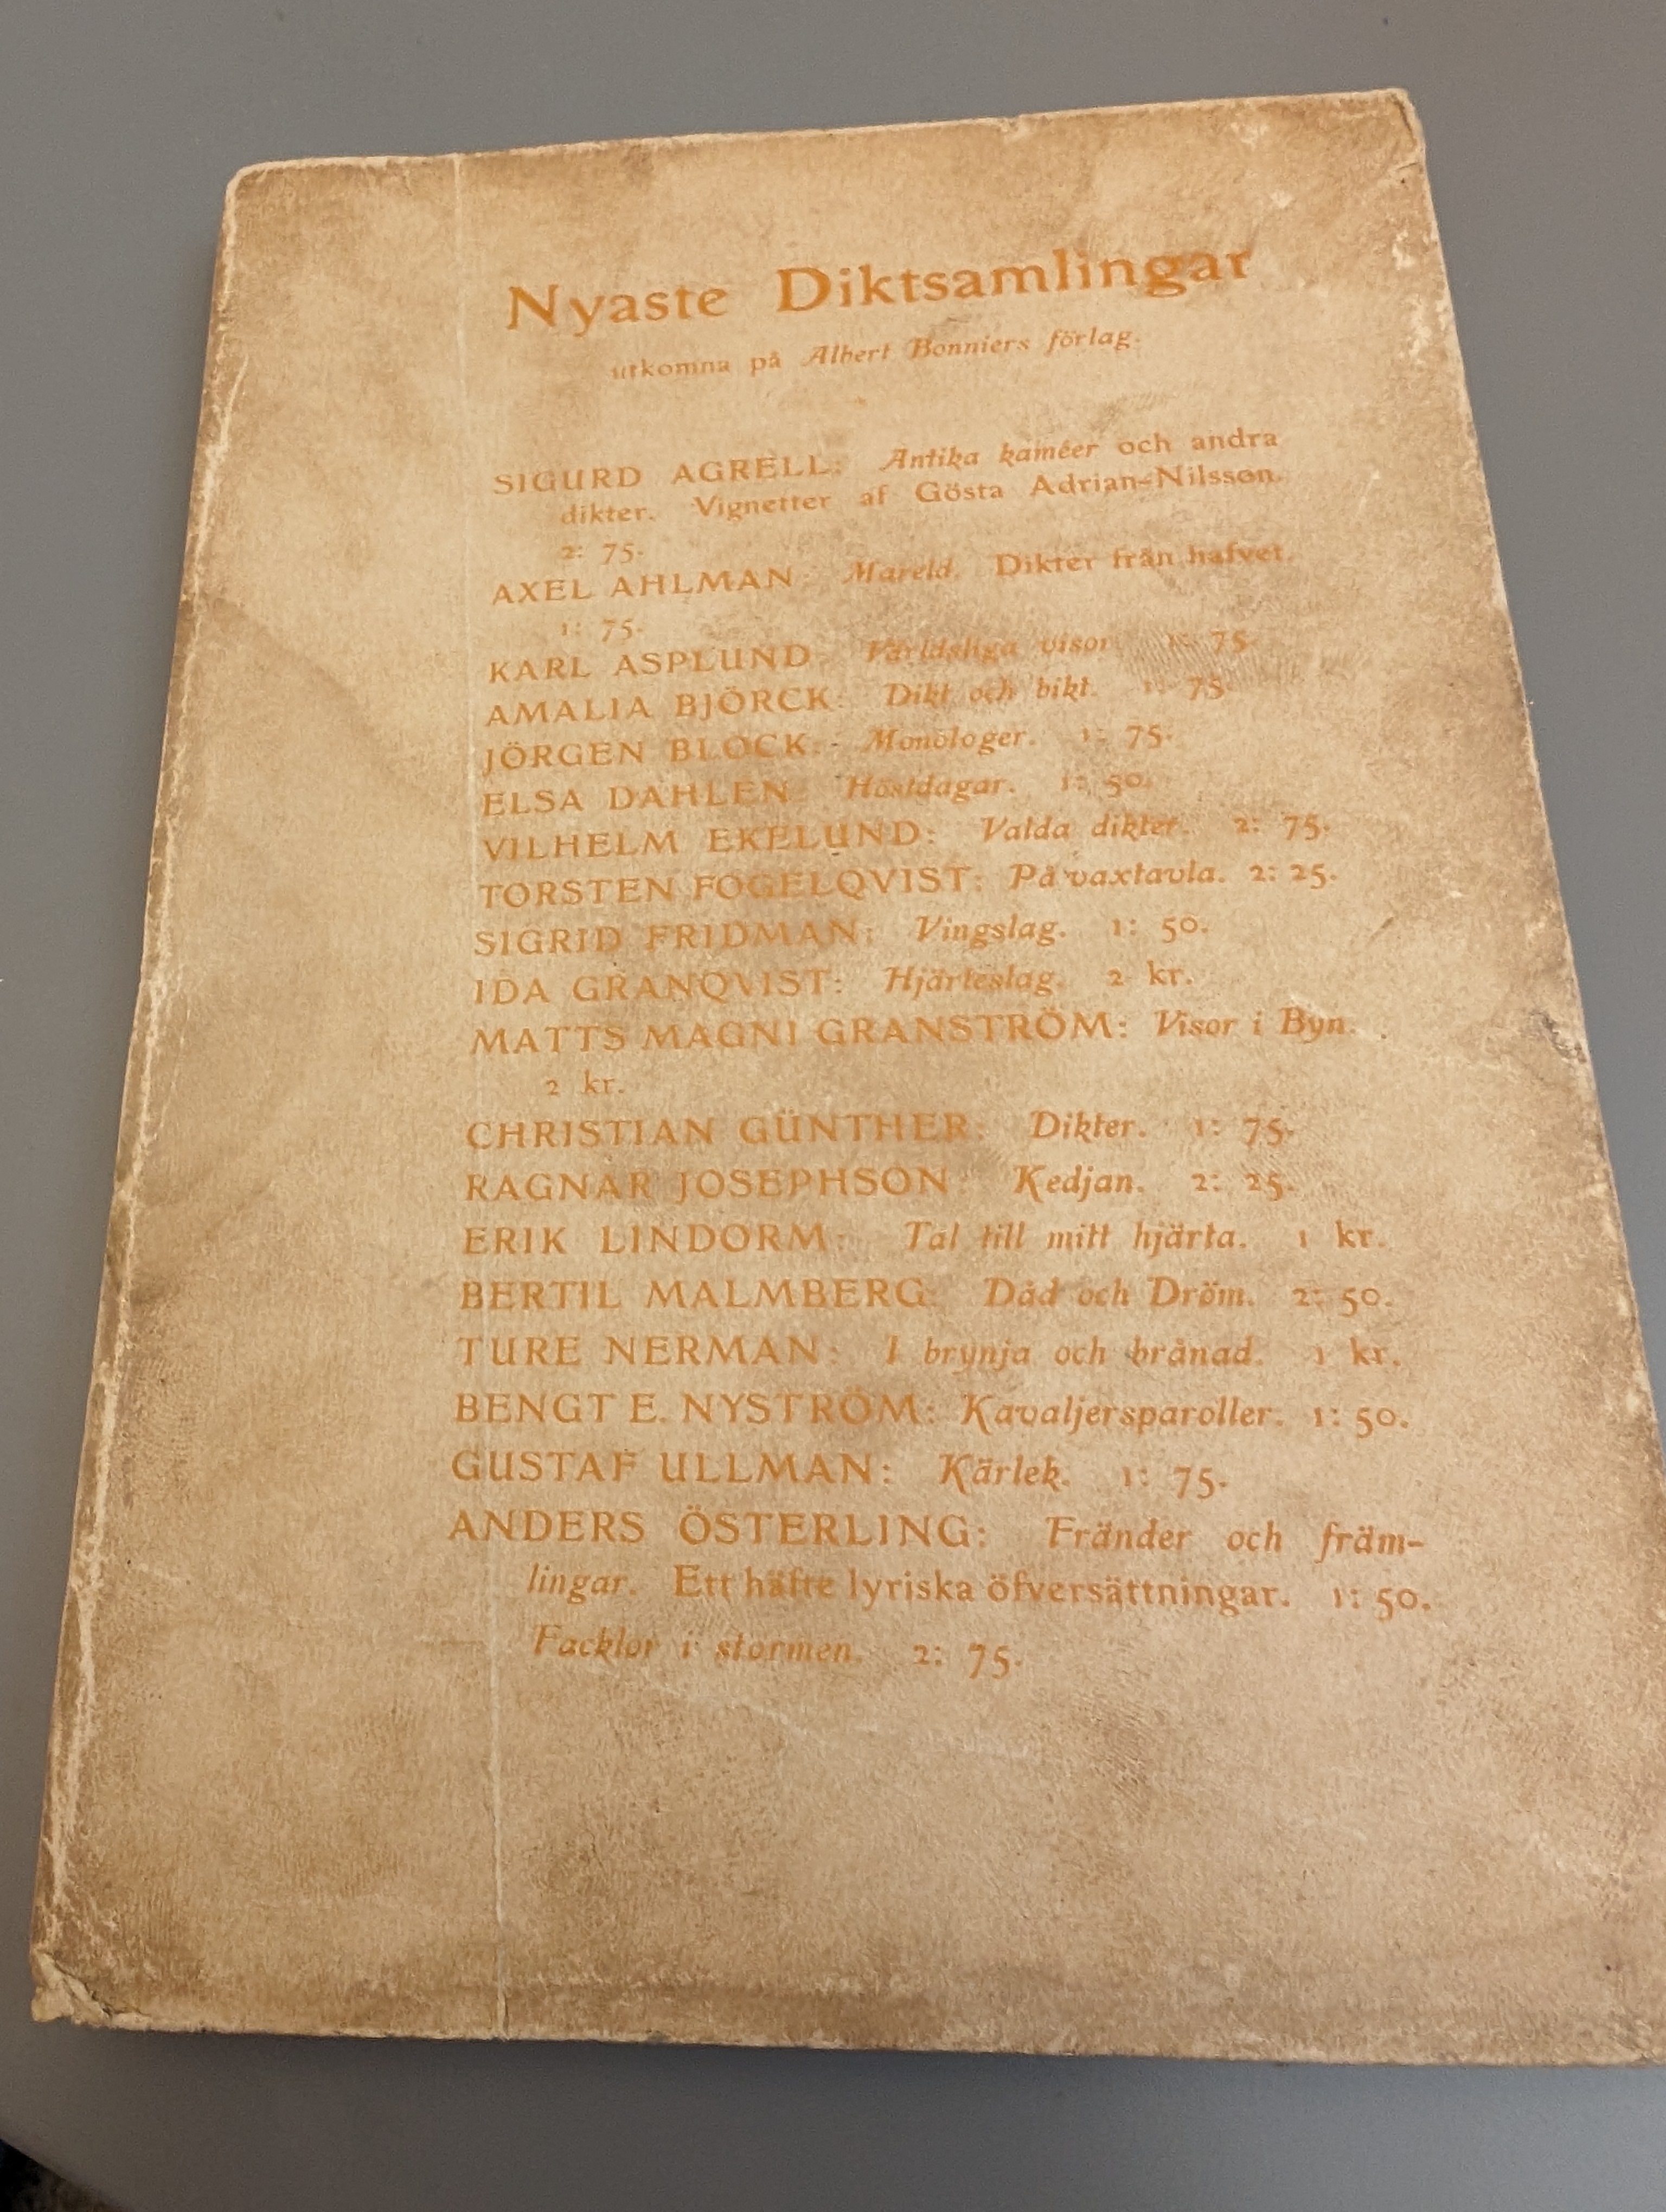 Nyaste Diktsamlingar
utkomna på Albert Bonniers förlag.
SIGURD AGRELL: Antika kaméer och andra
dikter. Vignetter af Gösta Adrian-Nilsson.
2: 75.
AXEL AHLMAN: Mareld. Dikter från hafvet.
1: 75.
KARL ASPLUND: Världsliga visor. 1: 75.
AMALIA BJÖRCK: Dikt och bikt. 1: 75.
JÖRGEN BLOCK: Monologer. 1: 75.
ELSA DAHLEN: Höstdagar. 1: 50.
VILHELM EKELUND: Valda dikter. 2: 75.
TORSTEN FOGELQVIST: På vaxtavla. 2: 25.
SIGRID FRIDMAN: Vingslag. 1: 50.
IDA GRANQVIST: Hjärteslag. 2 kr.
MATTS MAGNI GRANSTRÖM: Visor i Byn.
2 kr.
CHRISTIAN GÜNTHER: Dikter. 1: 75.
RAGNAR JOSEPHSON: Kedjan. 2: 25.
ERIK LINDORM: Tal till mitt hjärta. 1 kr.
BERTIL MALMBERG: Dåd och Dröm. 2: 50.
TURE NERMAN: I brynja och brånad. 1 kr.
BENGT E. NYSTRÖM: Kavaljersparoller. 1: 50.
GUSTAF ULLMAN: Kärlek. 1: 75.
ANDERS ÖSTERLING: Fränder och främ-
lingar. Ett häfte lyriska öfversättningar. 1: 50.
Facklor i stormen. 2: 75.